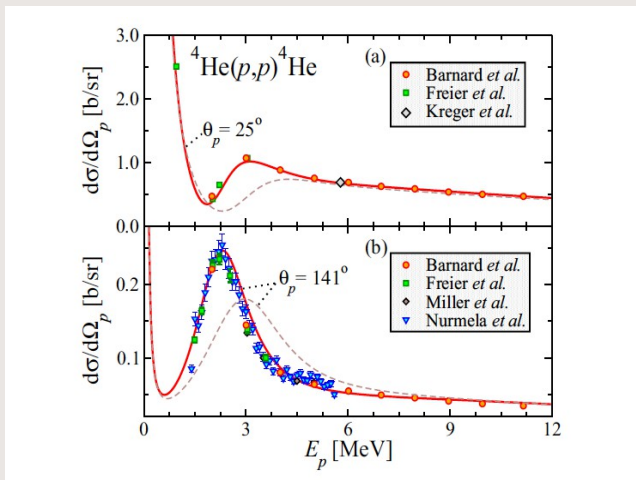 3.0
⁴He(p,p)⁴He
(a)
Barnard et al.
Freier et al.
Kreger et al.
2.0
θp = 25°
1.0
0.0
dσ/dΩp [b/sr]
(b)
Barnard et al.
Freier et al.
Miller et al.
Nurmela et al.
0.2
θp = 141°
0.1
dσ/dΩp [b/sr]
0 3 6 9 12
Ep [MeV]